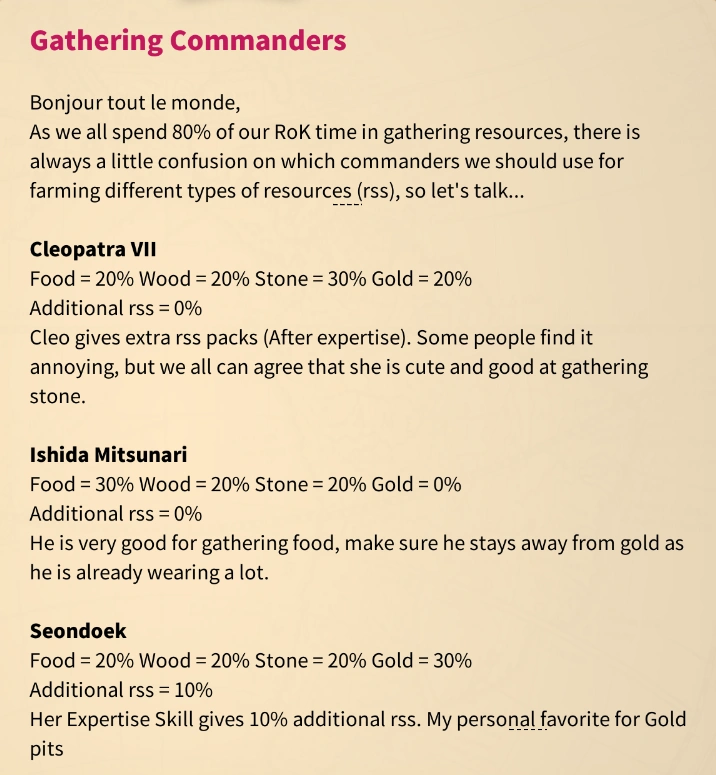 Gathering Commanders
Bonjour tout le monde,
As we all spend 80% of our RoK time in gathering resources, there is
always a little confusion on which commanders we should use for
farming different types of resources (rss), so let's talk...
Cleopatra VII
Food = 20% Wood = 20% Stone = 30% Gold = 20%
Additional rss = 0%
Cleo gives extra rss packs (After expertise). Some people find it
annoying, but we all can agree that she is cute and good at gathering
stone.
Ishida Mitsunari
Food = 30% Wood = 20% Stone = 20% Gold = 0%
Additional rss = 0%
He is very good for gathering food, make sure he stays away from gold as
he is already wearing a lot.
Seondoek
Food = 20% Wood = 20% Stone = 20% Gold = 30%
Additional rss = 10%
Her Expertise Skill gives 10% additional rss. My personal favorite for Gold
pits